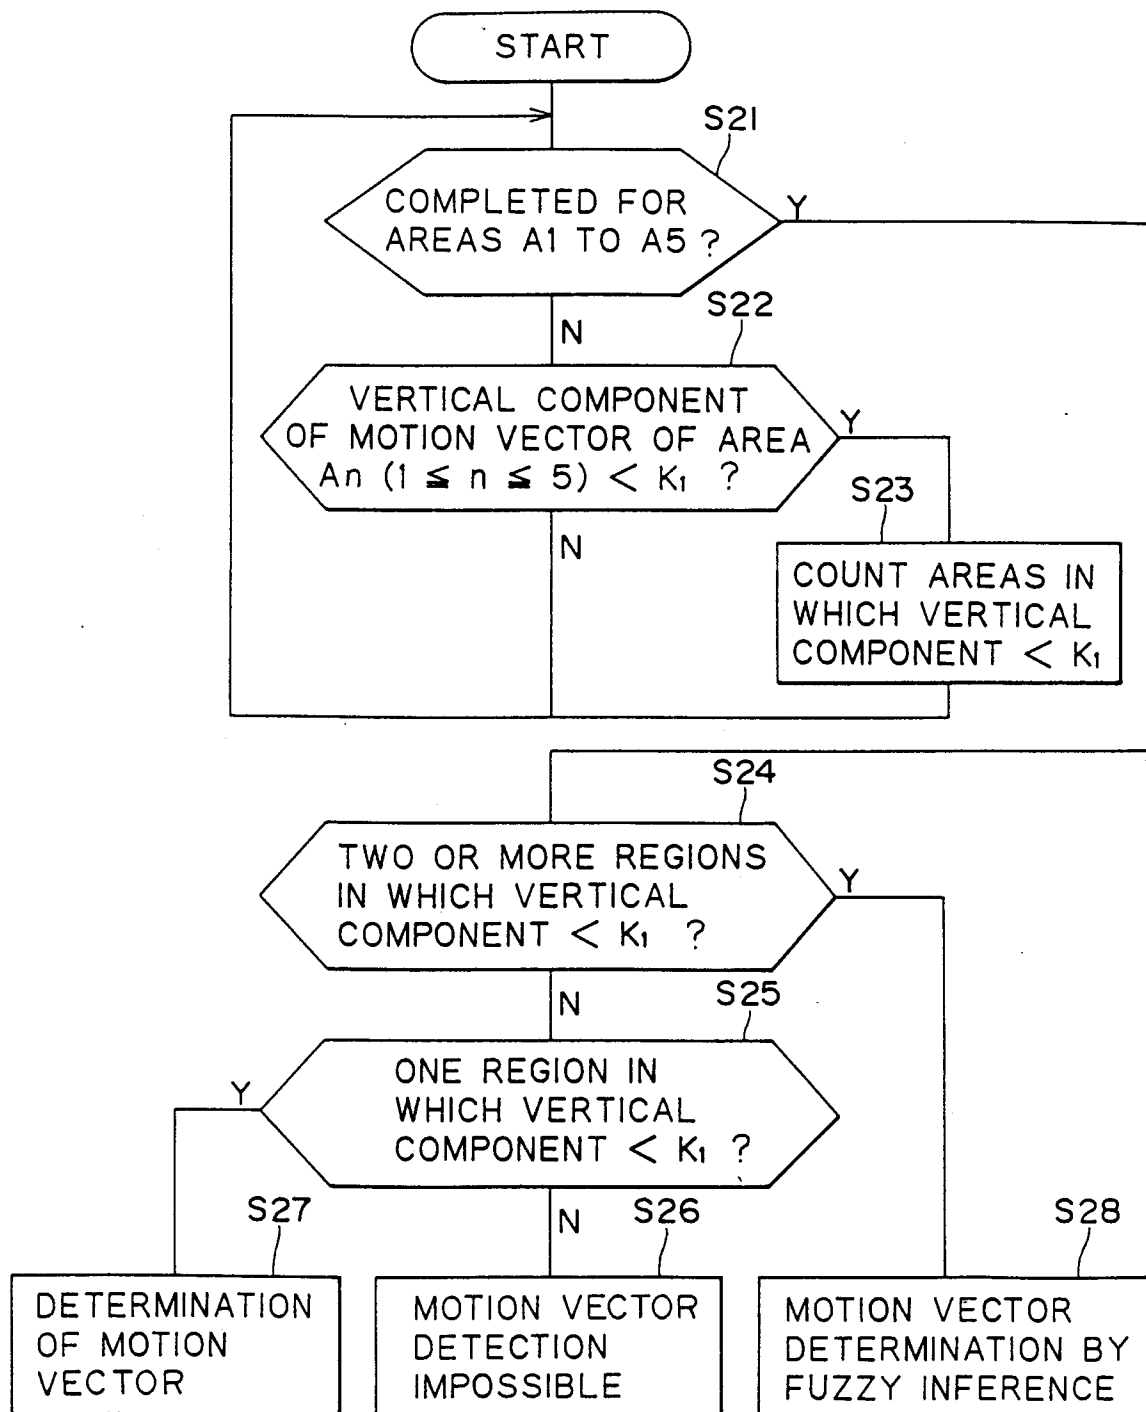 START
S21
COMPLETED FOR
AREAS A1 TO A5 ?
Y
N
S22
VERTICAL COMPONENT
OF MOTION VECTOR OF AREA
An (1 ≦ n ≦ 5) < K₁ ?
Y
N
S23
COUNT AREAS IN
WHICH VERTICAL
COMPONENT < K₁
S24
TWO OR MORE REGIONS
IN WHICH VERTICAL
COMPONENT < K₁ ?
Y
N
S25
ONE REGION IN
WHICH VERTICAL
COMPONENT < K₁ ?
Y
N
S27
DETERMINATION
OF MOTION
VECTOR
S26
MOTION VECTOR
DETECTION
IMPOSSIBLE
S28
MOTION VECTOR
DETERMINATION BY
FUZZY INFERENCE